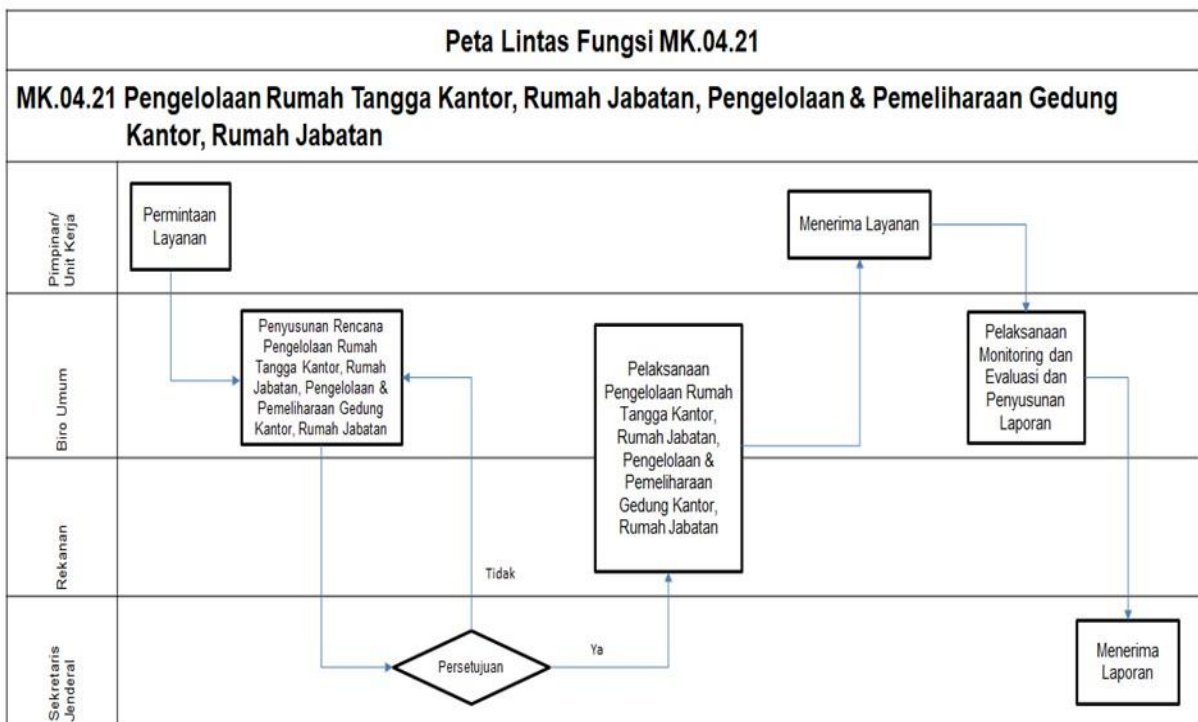 Peta Lintas Fungsi MK.04.21
MK.04.21 Pengelolaan Rumah Tangga Kantor, Rumah Jabatan, Pengelolaan & Pemeliharaan Gedung
Kantor, Rumah Jabatan
Pimpinan/
Unit Kerja
Permintaan
Layanan
Menerima Layanan
Biro Umum
Penyusunan Rencana
Pengelolaan Rumah
Tangga Kantor, Rumah
Jabatan, Pengelolaan &
Pemeliharaan Gedung
Kantor, Rumah Jabatan
Pelaksanaan
Pengelolaan Rumah
Tangga Kantor,
Rumah Jabatan,
Pengelolaan &
Pemeliharaan
Gedung Kantor,
Rumah Jabatan
Pelaksanaan
Monitoring dan
Evaluasi dan
Penyusunan
Laporan
Rekanan
Tidak
Sekretaris
Jenderal
Persetujuan
Ya
Menerima
Laporan